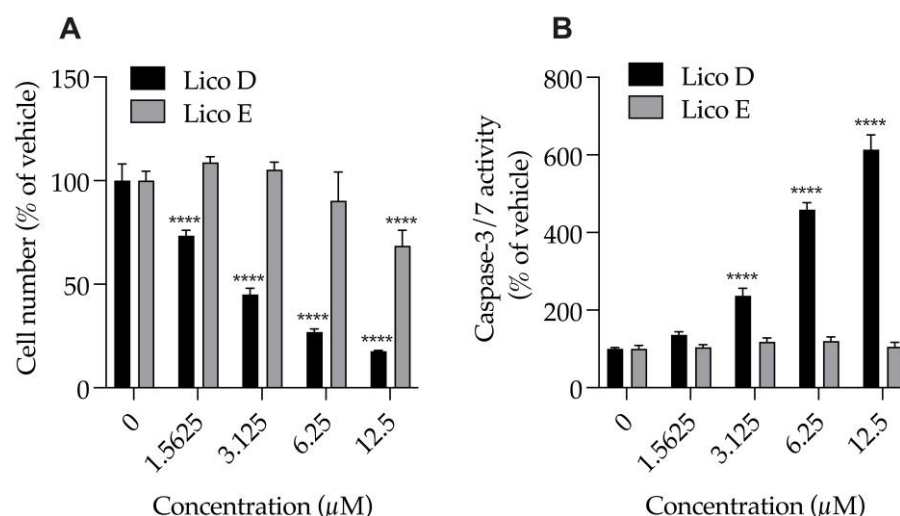 A
Cell number (% of vehicle)
150
100
50
0
Lico D
Lico E
****
****
****
****
****
0
1.5625
3.125
6.25
12.5
Concentration (µM)
B
Caspase-3/7 activity
(% of vehicle)
800
600
400
200
0
Lico D
Lico E
****
****
****
0
1.5625
3.125
6.25
12.5
Concentration (µM)